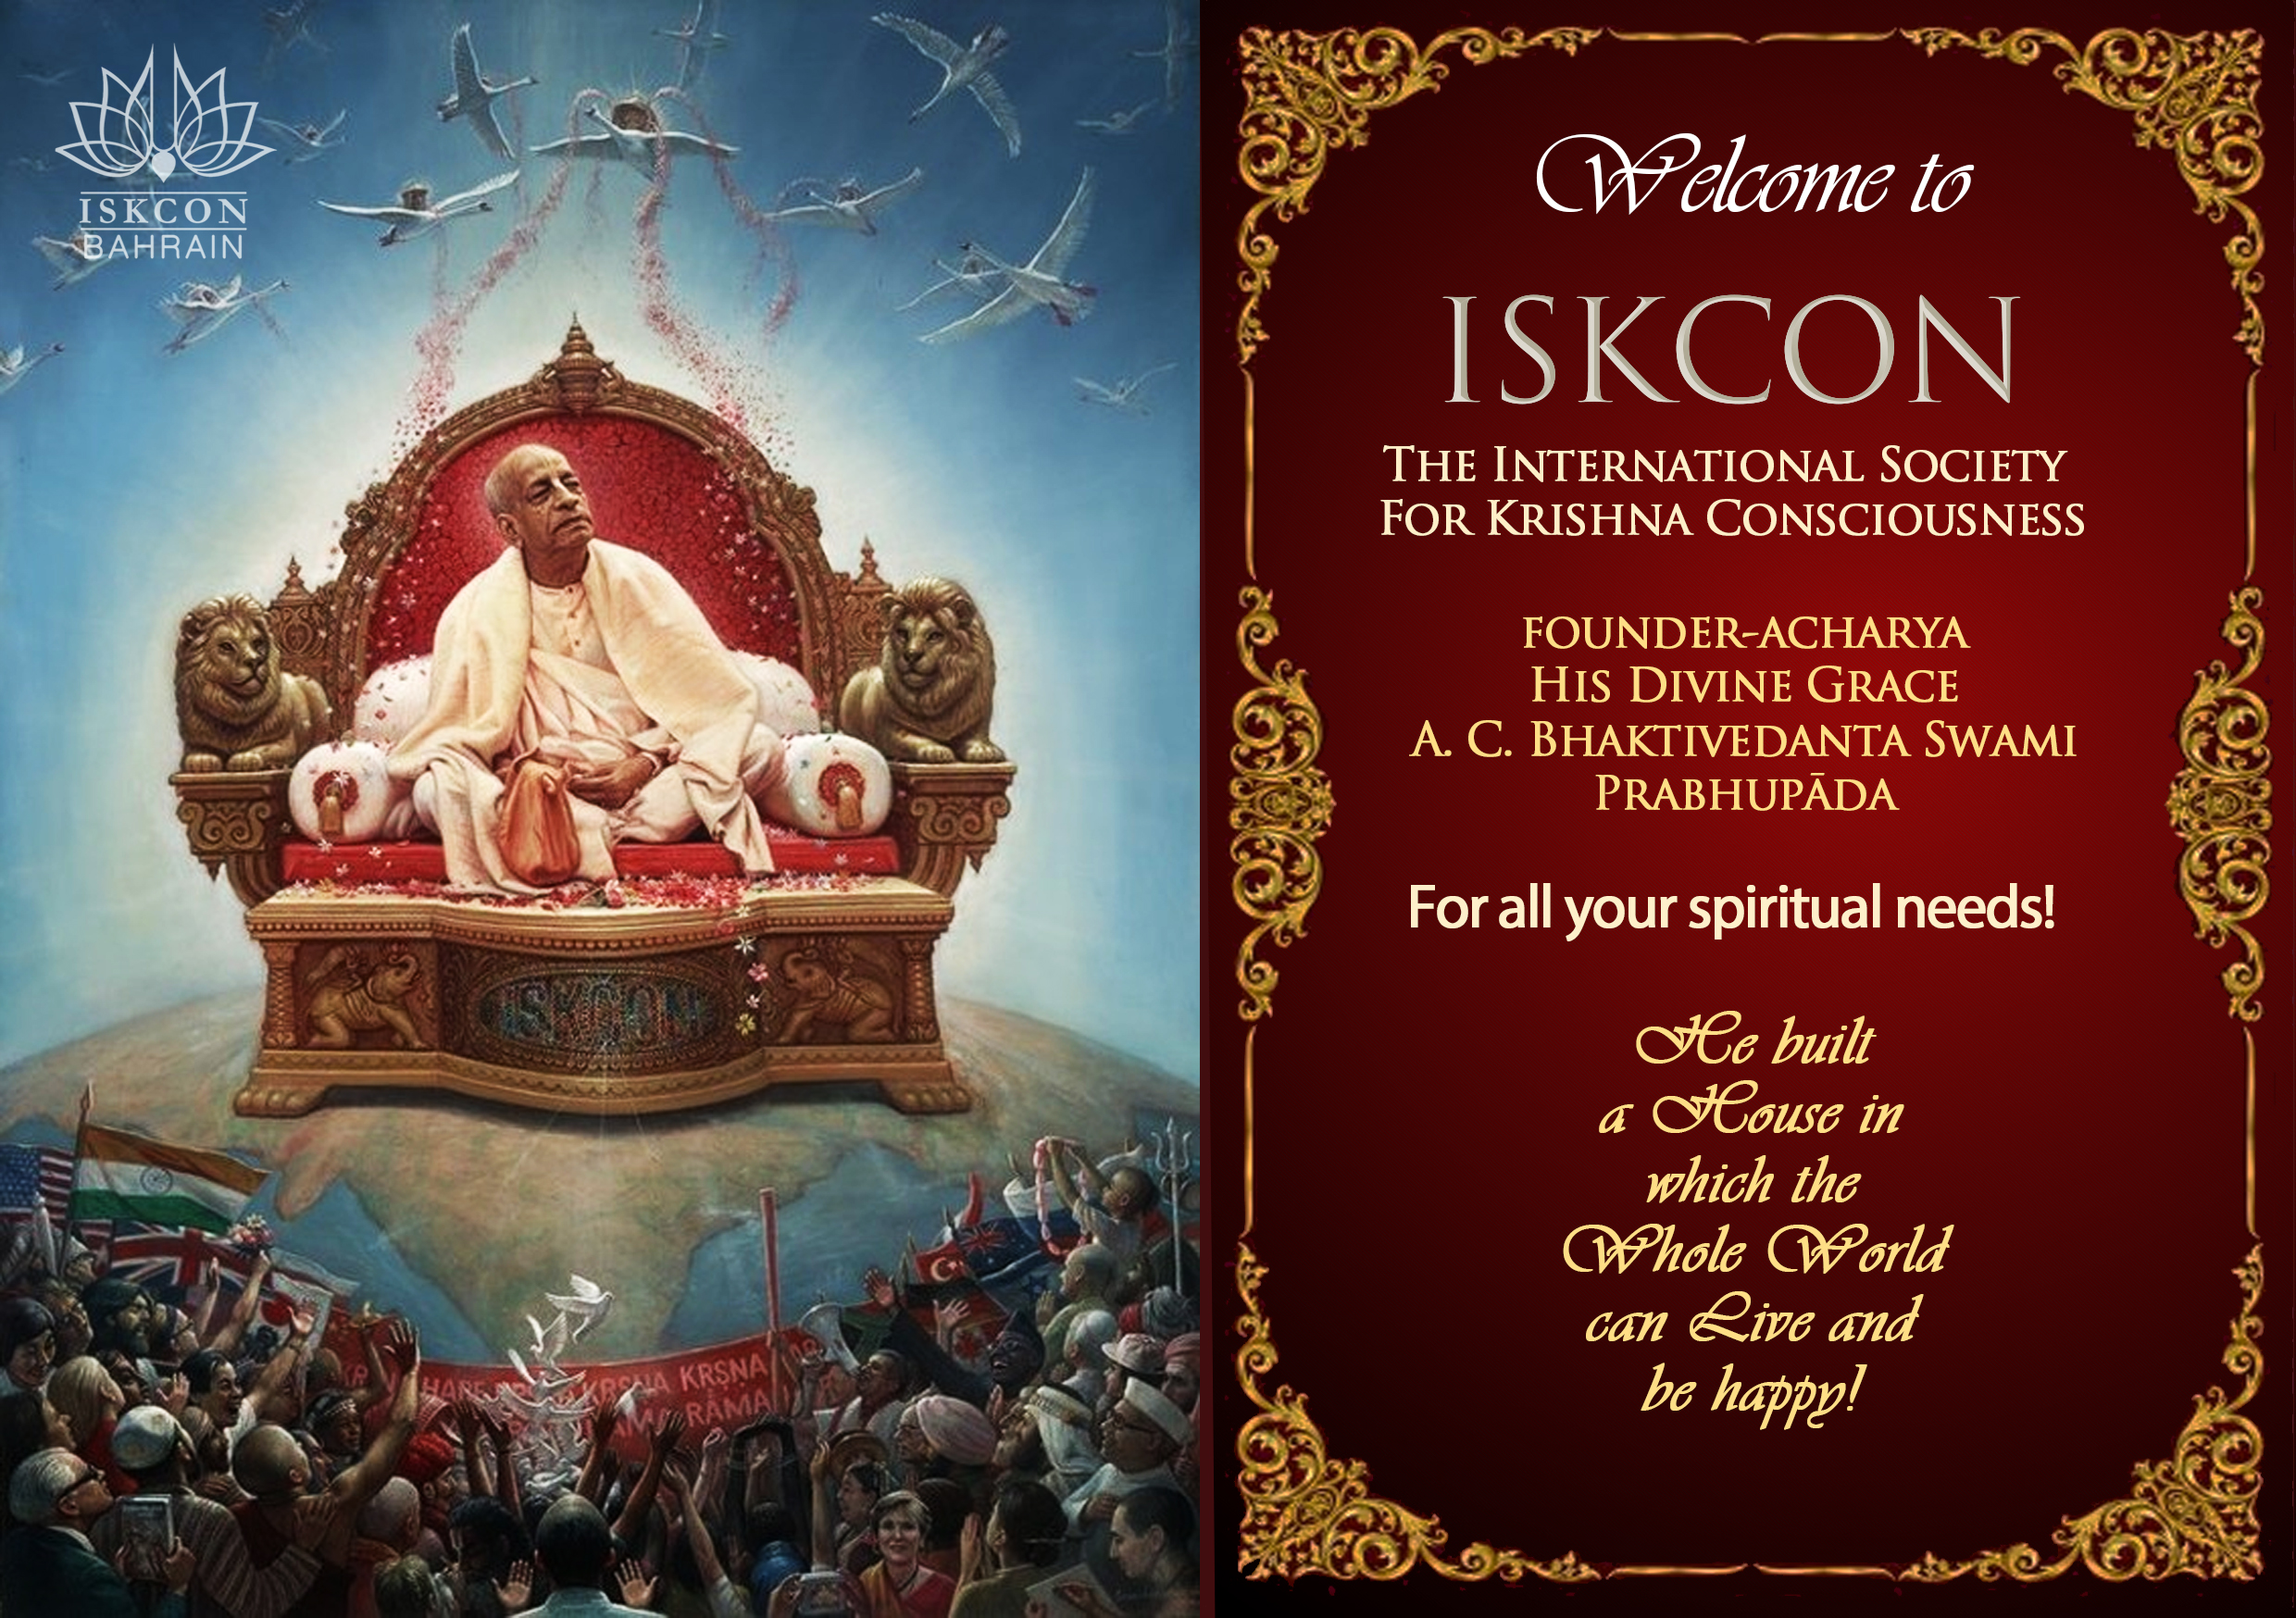 ISKCON
BAHRAIN
ISKCON
KṚṢṆA KṚṢṆA
RĀMA
Welcome to
ISKCON
The International Society
For Krishna Consciousness
founder-acharya
His Divine Grace
A. C. Bhaktivedanta Swami
Prabhupāda
For all your spiritual needs!
He built
a House in
which the
Whole World
can Live and
be happy!